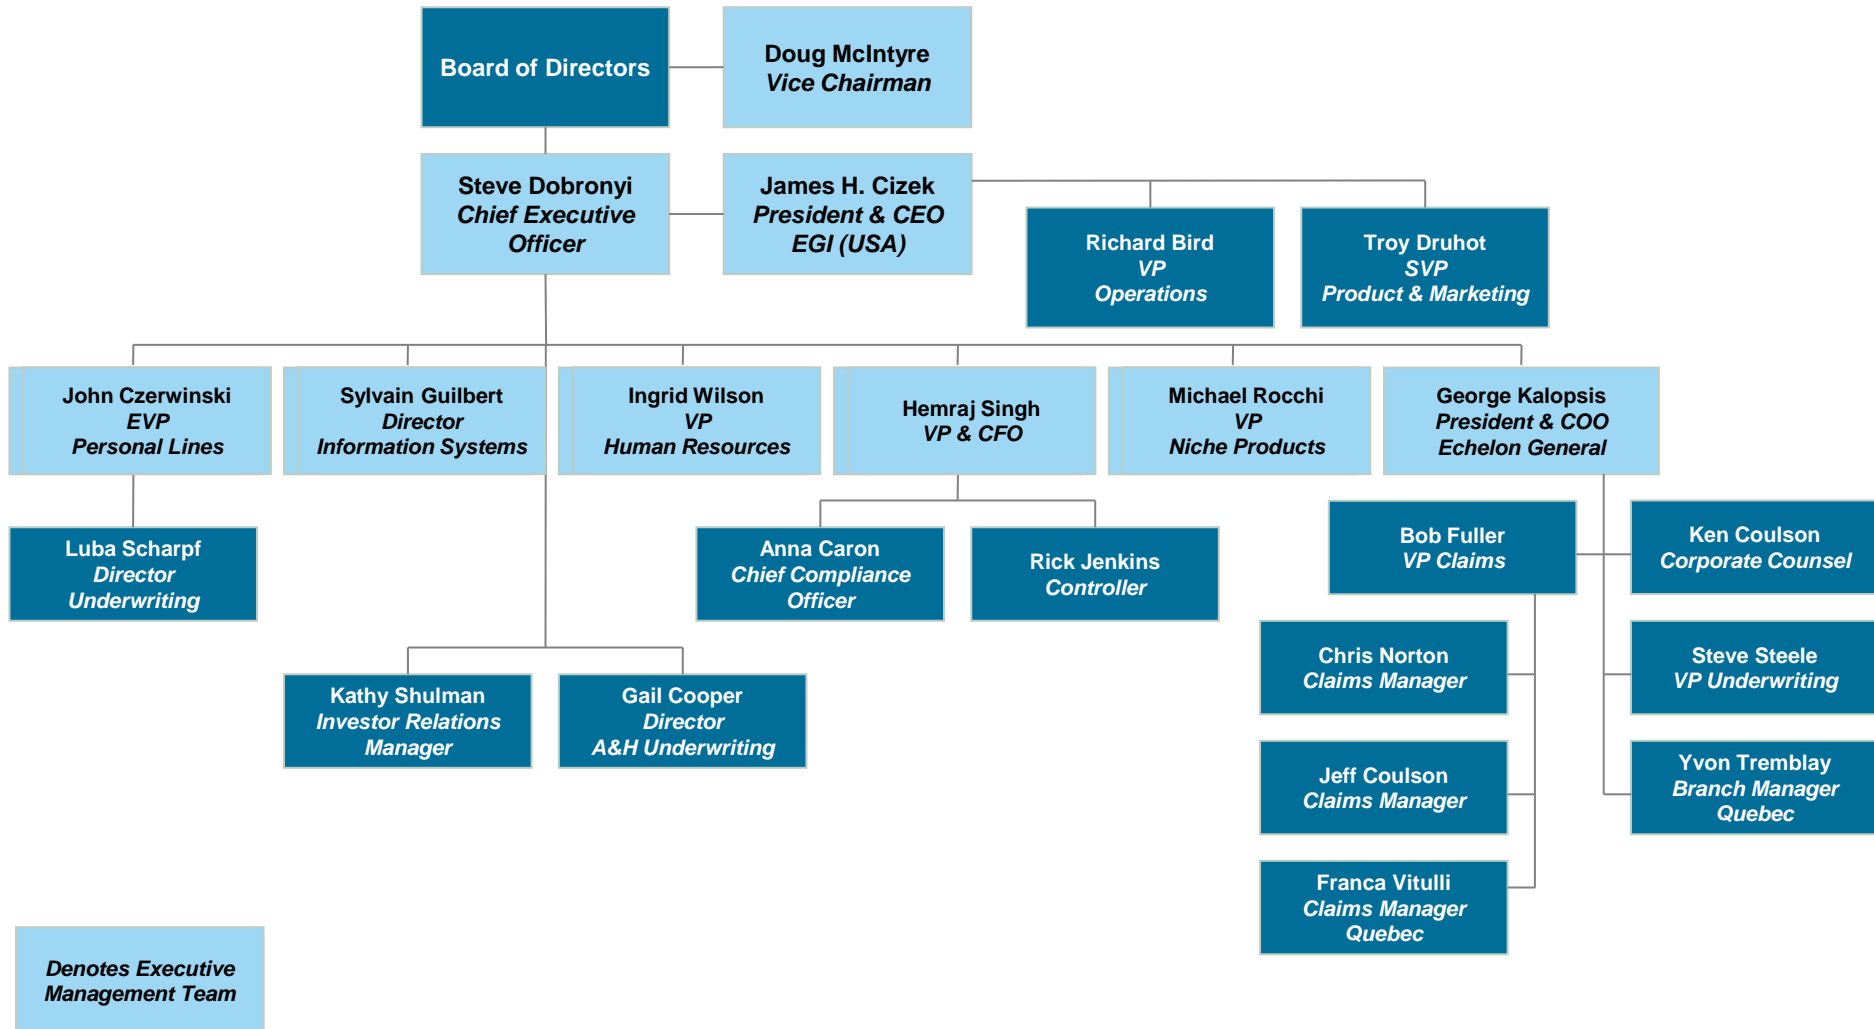 Board of Directors
Doug McIntyre
Vice Chairman
Steve Dobronyi
Chief Executive
Officer
James H. Cizek
President & CEO
EGI (USA)
Richard Bird
VP
Operations
Troy Druhot
SVP
Product & Marketing
John Czerwinski
EVP
Personal Lines
Sylvain Guilbert
Director
Information Systems
Ingrid Wilson
VP
Human Resources
Hemraj Singh
VP & CFO
Michael Rocchi
VP
Niche Products
George Kalopsis
President & COO
Echelon General
Luba Scharpf
Director
Underwriting
Anna Caron
Chief Compliance
Officer
Rick Jenkins
Controller
Bob Fuller
VP Claims
Ken Coulson
Corporate Counsel
Kathy Shulman
Investor Relations
Manager
Gail Cooper
Director
A&H Underwriting
Chris Norton
Claims Manager
Steve Steele
VP Underwriting
Jeff Coulson
Claims Manager
Yvon Tremblay
Branch Manager
Quebec
Franca Vitulli
Claims Manager
Quebec
Denotes Executive
Management Team